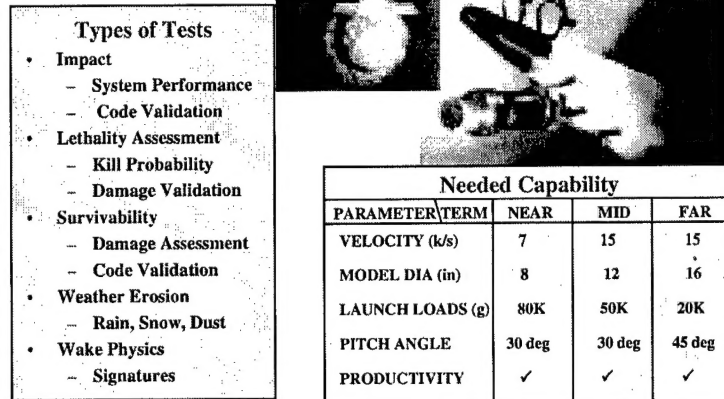 Types of Tests
• Impact
– System Performance
– Code Validation
• Lethality Assessment
– Kill Probability
– Damage Validation
• Survivability
– Damage Assessment
– Code Validation
• Weather Erosion
– Rain, Snow, Dust
• Wake Physics
– Signatures
Needed Capability
PARAMETER\TERM NEAR MID FAR
VELOCITY (k/s) 7 15 15
MODEL DIA (in) 8 12 16
LAUNCH LOADS (g) 80K 50K 20K
PITCH ANGLE 30 deg 30 deg 45 deg
PRODUCTIVITY ✓ ✓ ✓